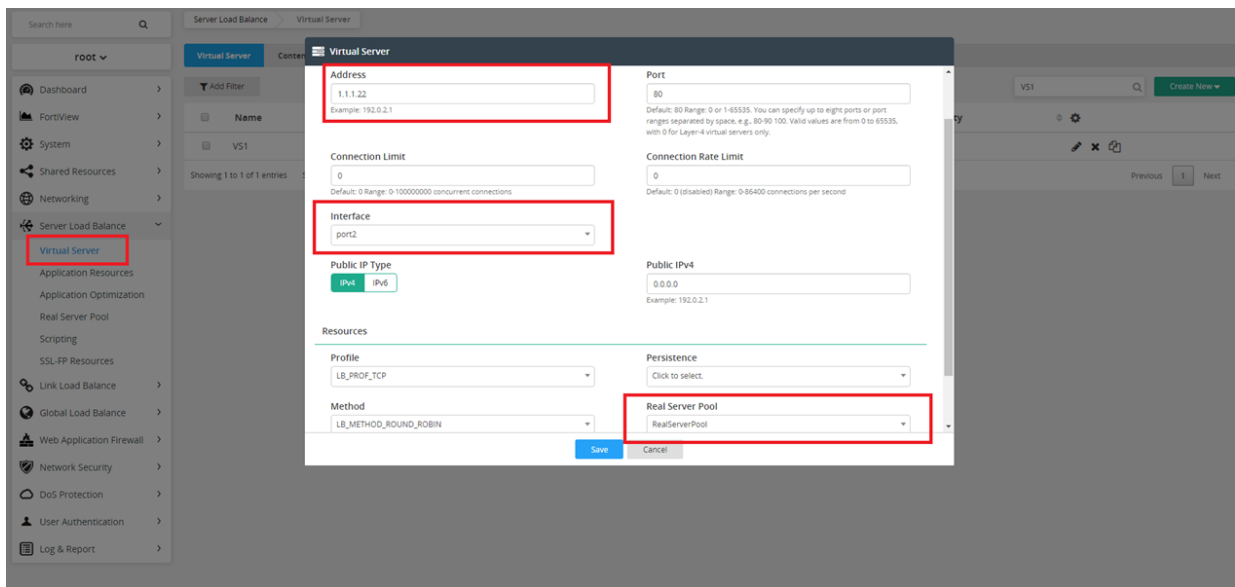 Search here
Server Load Balance
Virtual Server
root
Virtual Server
Conten
Virtual Server
Add Filter
VS1
Create New
Dashboard
FortiView
System
Shared Resources
Networking
Server Load Balance
Virtual Server
Application Resources
Application Optimization
Real Server Pool
Scripting
SSL-FP Resources
Link Load Balance
Global Load Balance
Web Application Firewall
Network Security
DoS Protection
User Authentication
Log & Report
Name
ty
VS1
Showing 1 to 1 of 1 entries
Previous 1 Next
Address
1.1.1.22
Example: 192.0.2.1
Port
80
Default: 80 Range: 0 or 1-65535. You can specify up to eight ports or port
ranges separated by space, e.g., 80-90 100. Valid values are from 0 to 65535,
with 0 for Layer-4 virtual servers only.
Connection Limit
0
Default: 0 Range: 0-100000000 concurrent connections
Connection Rate Limit
0
Default: 0 (disabled) Range: 0-86400 connections per second
Interface
port2
Public IP Type
IPv4 IPv6
Public IPv4
0.0.0.0
Example: 192.0.2.1
Resources
Profile
LB_PROF_TCP
Persistence
Click to select.
Method
LB_METHOD_ROUND_ROBIN
Real Server Pool
RealServerPool
Save
Cancel